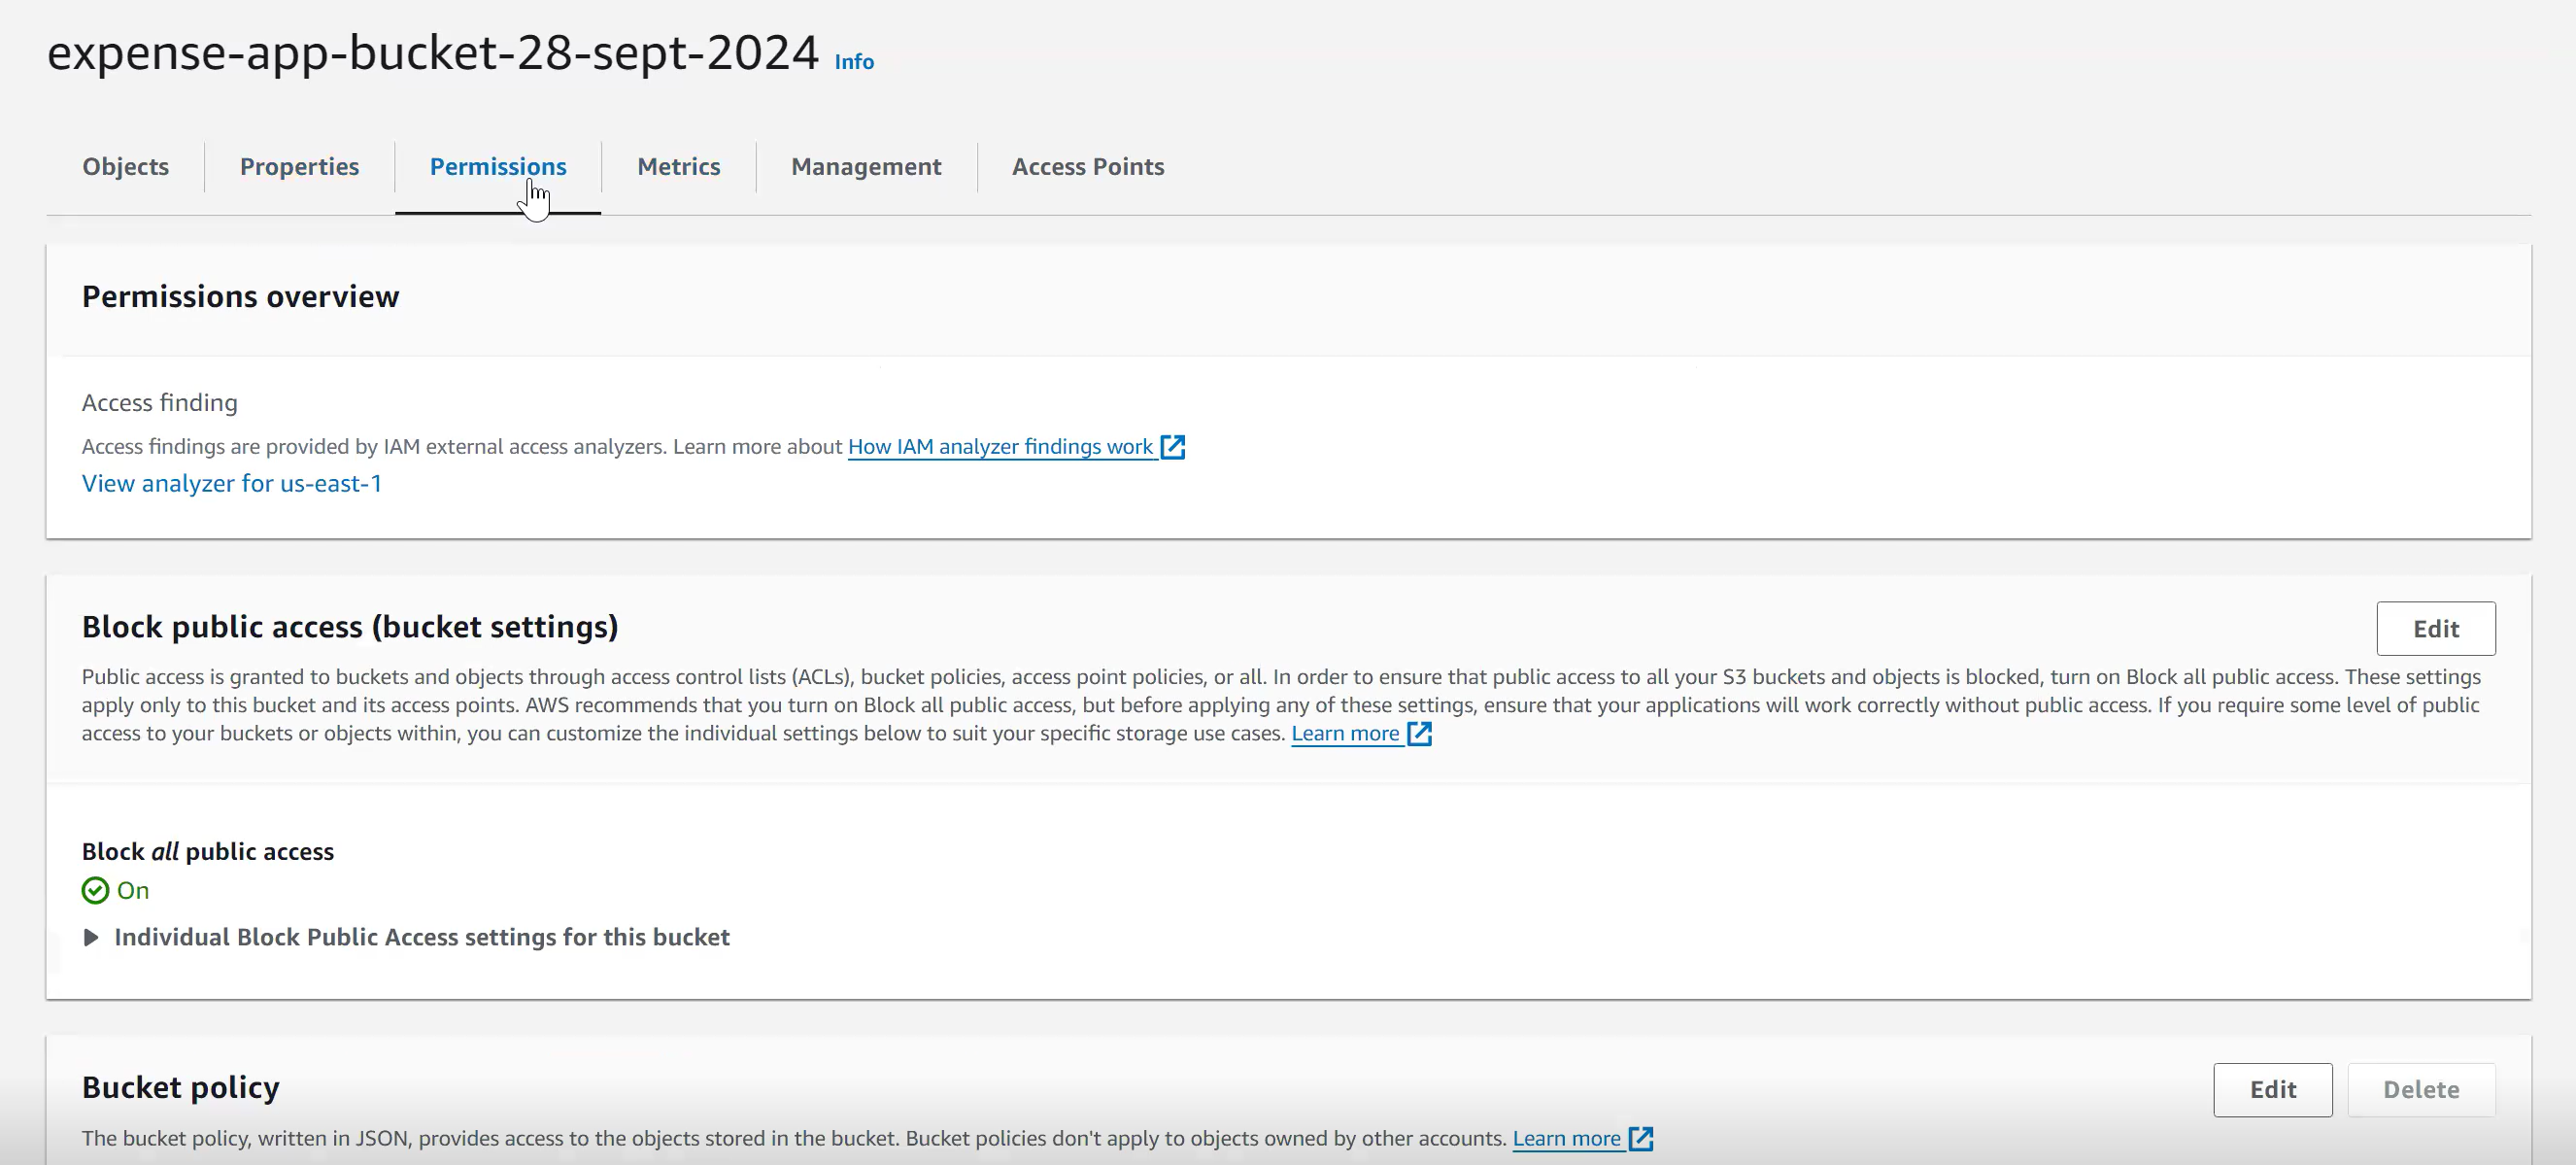 expense-app-bucket-28-sept-2024 Info
Objects Properties Permissions Metrics Management Access Points
Permissions overview
Access finding
Access findings are provided by IAM external access analyzers. Learn more about How IAM analyzer findings work
View analyzer for us-east-1
Block public access (bucket settings) Edit
Public access is granted to buckets and objects through access control lists (ACLs), bucket policies, access point policies, or all. In order to ensure that public access to all your S3 buckets and objects is blocked, turn on Block all public access. These settings
apply only to this bucket and its access points. AWS recommends that you turn on Block all public access, but before applying any of these settings, ensure that your applications will work correctly without public access. If you require some level of public
access to your buckets or objects within, you can customize the individual settings below to suit your specific storage use cases. Learn more
Block all public access
On
Individual Block Public Access settings for this bucket
Bucket policy Edit Delete
The bucket policy, written in JSON, provides access to the objects stored in the bucket. Bucket policies don't apply to objects owned by other accounts. Learn more